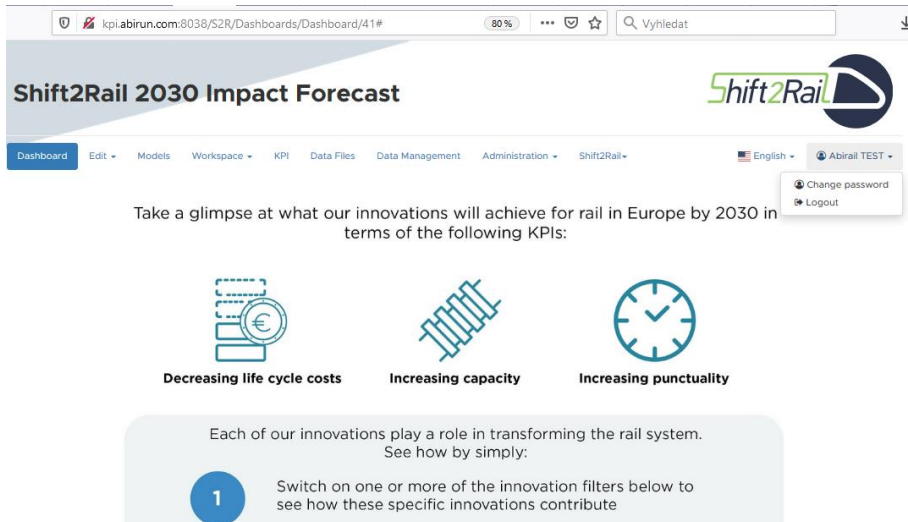 kpi.abirun.com:8038/S2R/Dashboards/Dashboard/41#
80%
Vyhledat
Shift2Rail 2030 Impact Forecast
Shift2Rail
Dashboard Edit Models Workspace KPI Data Files Data Management Administration Shift2Rail English Abirail TEST
Change password
Logout
Take a glimpse at what our innovations will achieve for rail in Europe by 2030 in
terms of the following KPIs:
€
Decreasing life cycle costs Increasing capacity Increasing punctuality
Each of our innovations play a role in transforming the rail system.
See how by simply:
1
Switch on one or more of the innovation filters below to
see how these specific innovations contribute